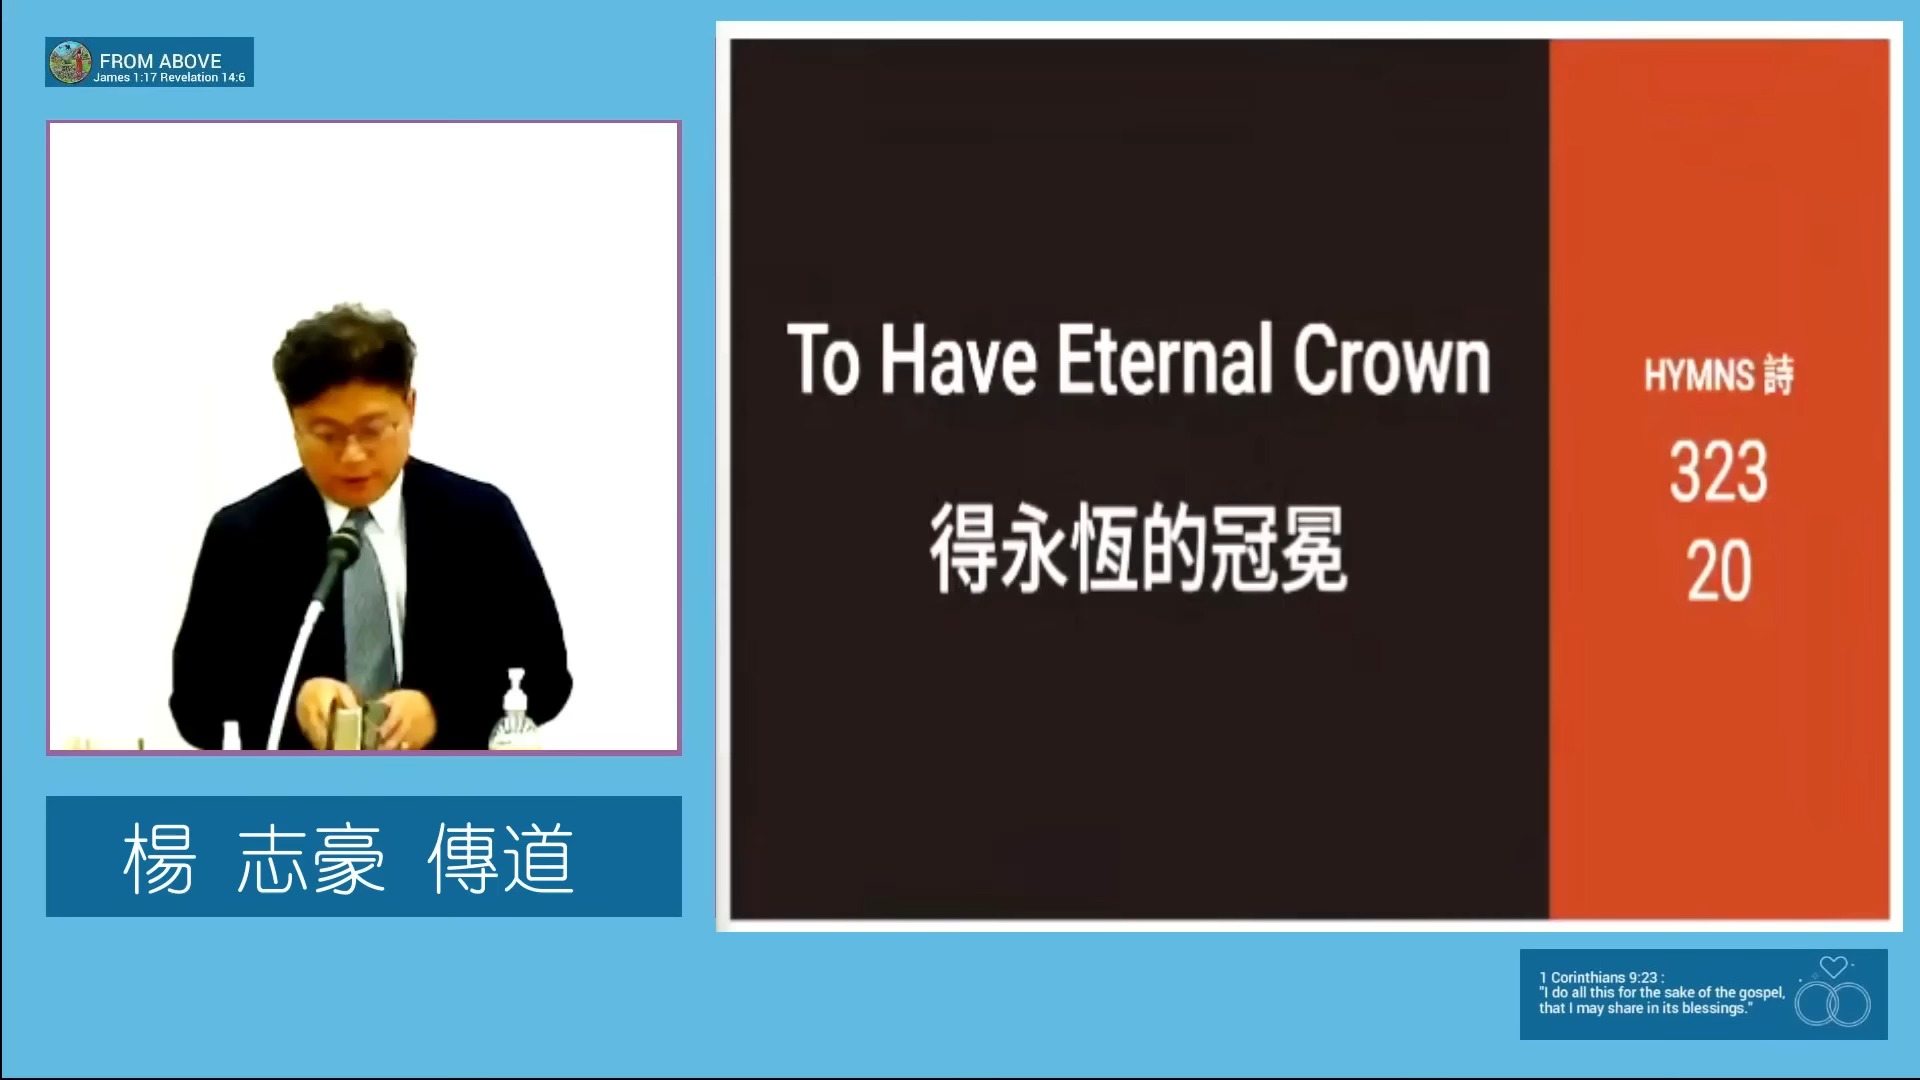 FROM ABOVE
James 1:17 Revelation 14:6
To Have Eternal Crown
得永恆的冠冕
HYMNS 詩
323
20
楊 志豪 傳道
1 Corinthians 9:23 :
"I do all this for the sake of the gospel,
that I may share in its blessings."